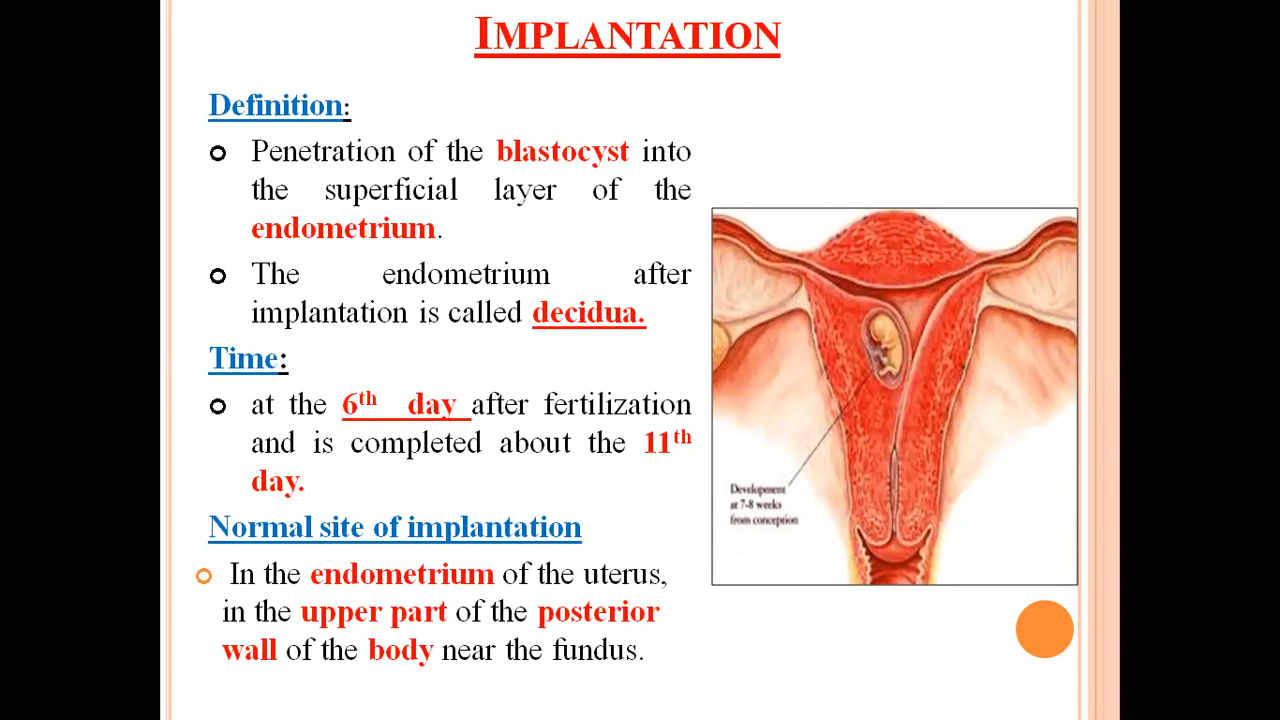 IMPLANTATION
Definition:
Penetration of the blastocyst into
the superficial layer of the
endometrium.
The endometrium after
implantation is called decidua.
Time:
at the 6th day after fertilization
and is completed about the 11th
day.
Normal site of implantation
In the endometrium of the uterus,
in the upper part of the posterior
wall of the body near the fundus.
Development
at 7-8 weeks
from conception